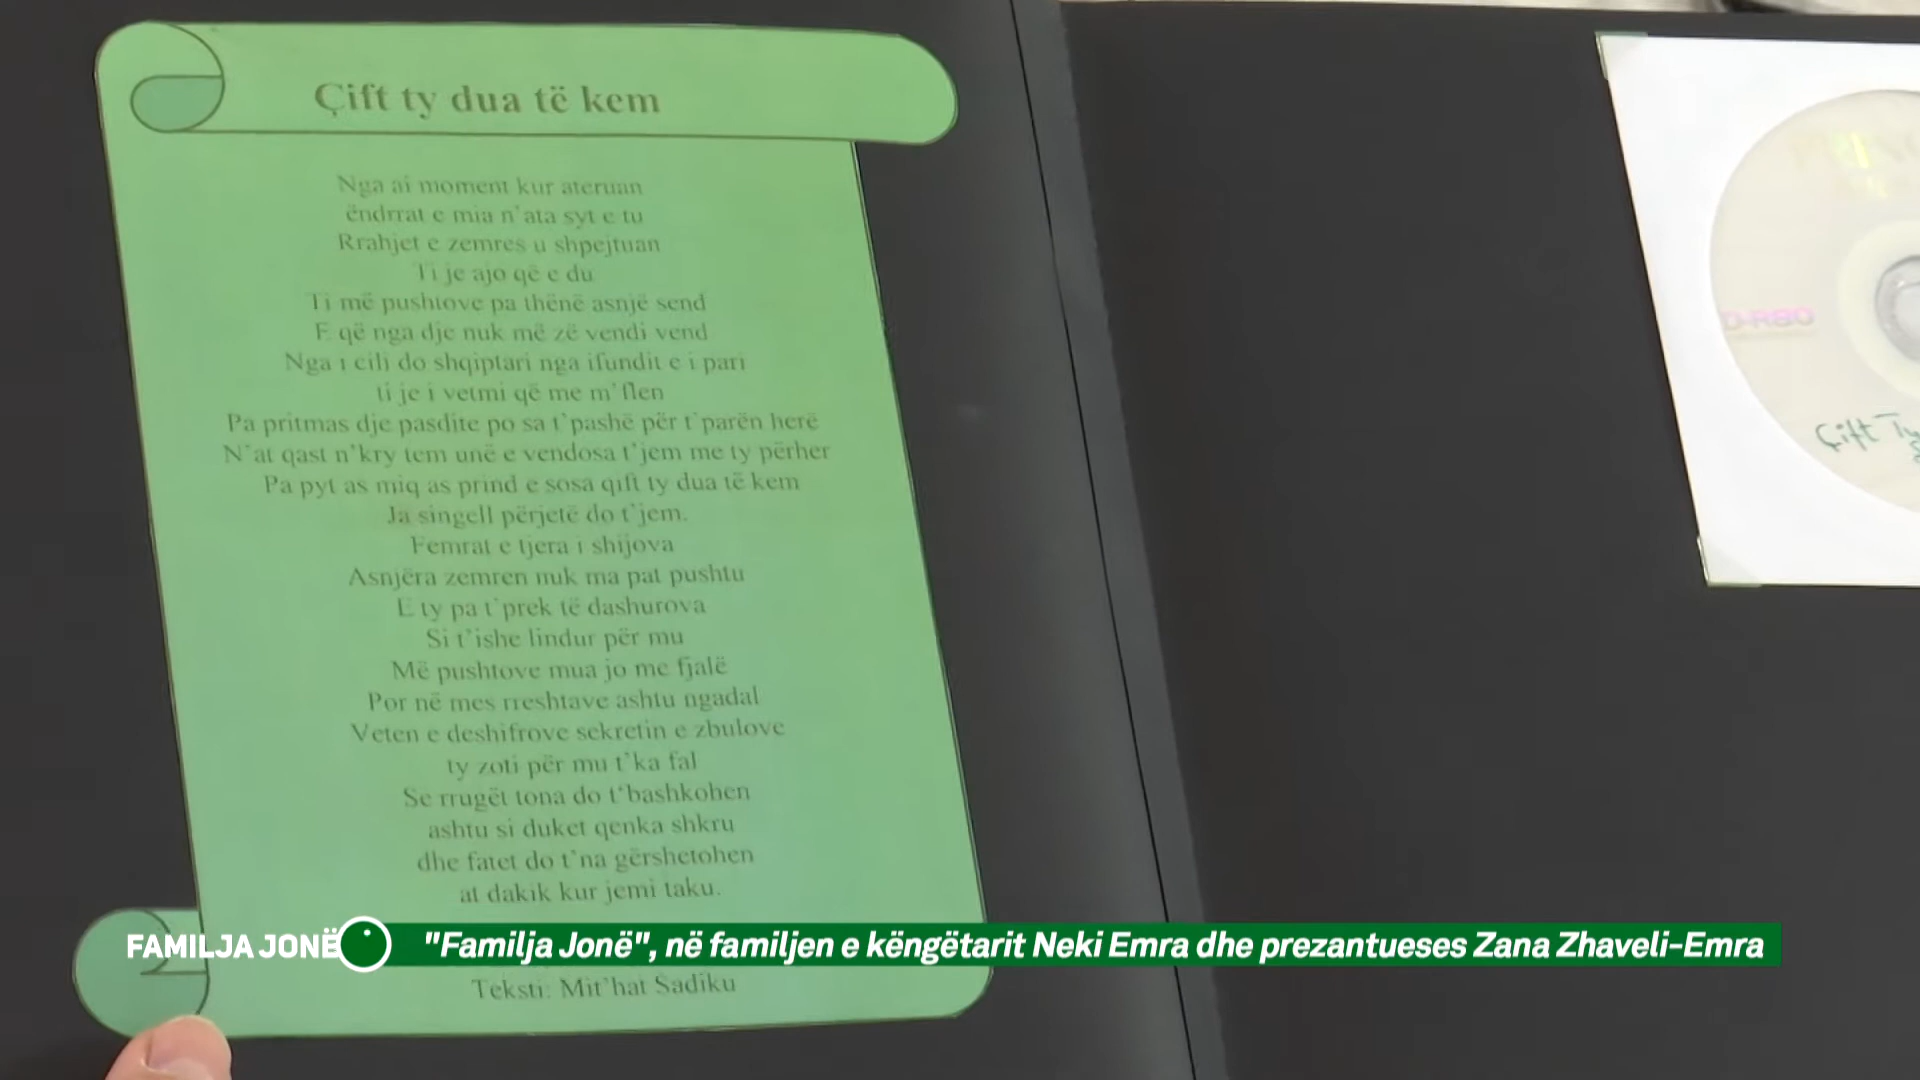 Çift ty dua të kem
Nga ai moment kur ateruan
ëndrrat e mia n'ata syt e tu
Rrahjet e zemres u shpejtuan
Ti je ajo që e du
Ti më pushtove pa thënë asnjë send
E që nga dje nuk më zë vendi vend
Nga i cili do shqiptari nga ifundit e i pari
ti je i vetmi që me m'flen
Pa pritmas dje pasdite po sa t'pashë për t'parën herë
N'at qast n'kry tem unë e vendosa t'jem me ty përher
Pa pyt as miq as prind e sosa qift ty dua të kem
Ja singell përjetë do t'jem.
Femrat e tjera i shijova
Asnjëra zemren nuk ma pat pushtu
E ty pa t'prek të dashurova
Si t'ishe lindur për mu
Më pushtove mua jo me fjalë
Por në mes rreshtave ashtu ngadal
Veten e deshifrove sekretin e zbulove
ty zoti për mu t'ka fal
Se rrugët tona do t'bashkohen
ashtu si duket qenka shkru
dhe fatet do t'na gërshetohen
at dakik kur jemi taku.
FAMILJA JONË
"Familja Jonë", në familjen e këngëtarit Neki Emra dhe prezantueses Zana Zhaveli-Emra
Teksti: Mit'hat Sadiku
D-R80
Çift Ty